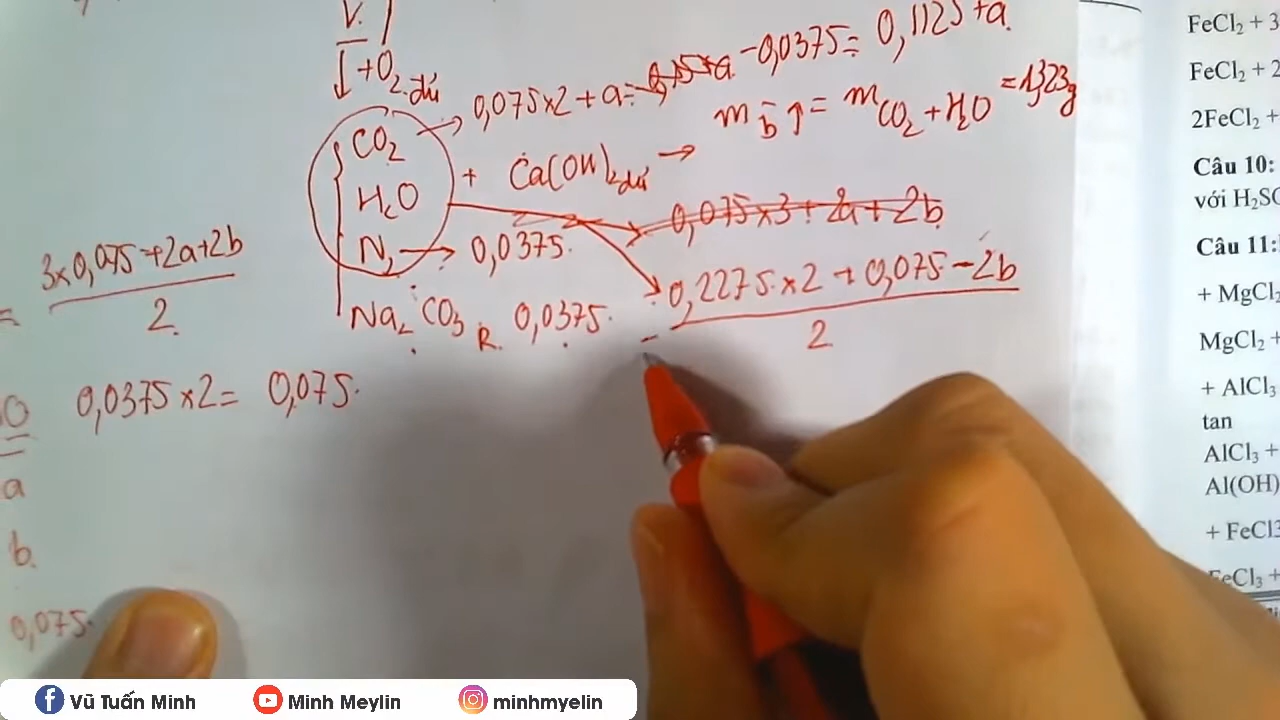 V.
+O2 dư
CO2 → 0,075×2 + a = 0,15+a - 0,0375 = 0,1125+a
m b ↑ = m CO2 + H2O = 13,23g
H2O + Ca(OH)2 dư →
0,075×3 + 2a + 2b
N2 → 0,0375.
3×0,075+2a+2b
2
=
0,2275×2 + 0,075 - 2b
2
Na2CO3 R. 0,0375.
0,0375×2 = 0,075.
O
a
b.
0,075.
FeCl2 + 3
FeCl2 + 2
2FeCl2 +
Câu 10:
với H2SO
Câu 11:
+ MgCl2
MgCl2 +
+ AlCl3
tan
AlCl3 +
Al(OH)
+ FeCl3
FeCl3 +
Vũ Tuấn Minh
Minh Meylin
minhmyelin